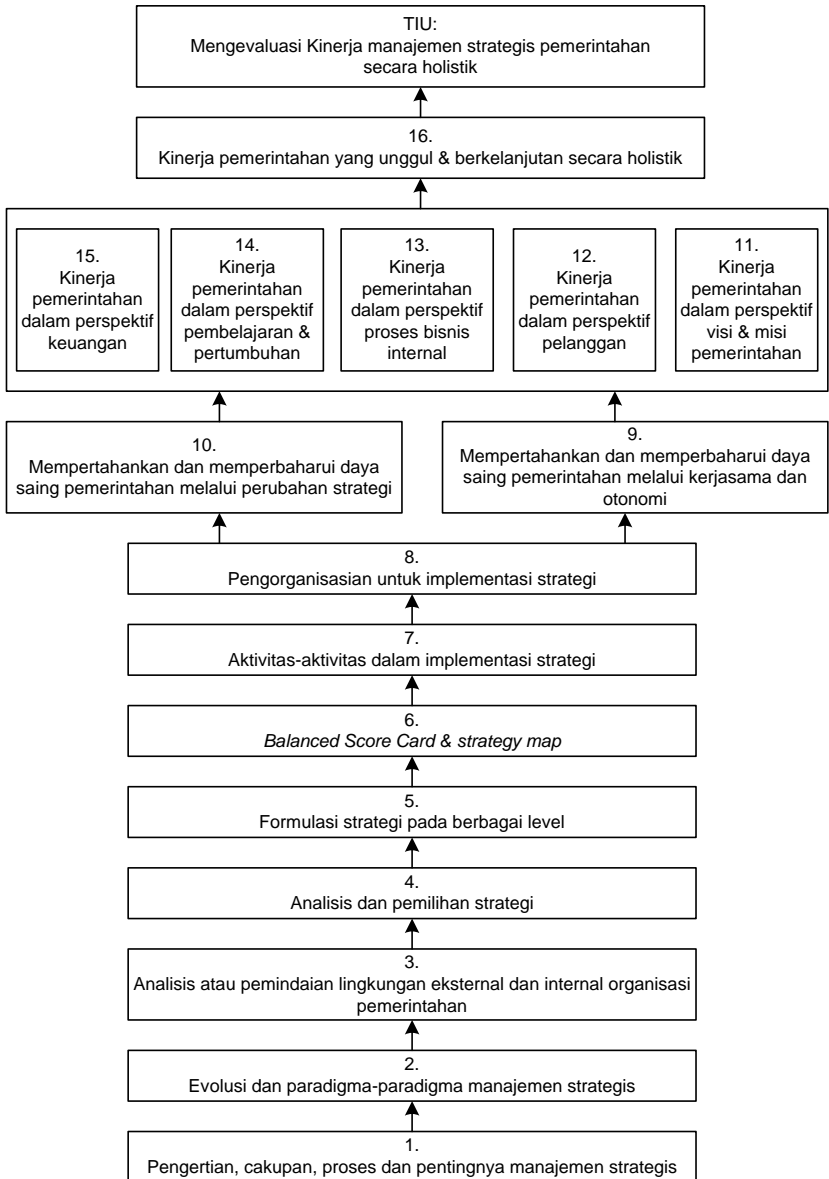 TIU:
Mengevaluasi Kinerja manajemen strategis pemerintahan
secara holistik
16.
Kinerja pemerintahan yang unggul & berkelanjutan secara holistik
15.
Kinerja
pemerintahan
dalam perspektif
keuangan
14.
Kinerja
pemerintahan
dalam perspektif
pembelajaran &
pertumbuhan
13.
Kinerja
pemerintahan
dalam perspektif
proses bisnis
internal
12.
Kinerja
pemerintahan
dalam perspektif
pelanggan
11.
Kinerja
pemerintahan
dalam perspektif
visi & misi
pemerintahan
10.
Mempertahankan dan memperbaharui daya
saing pemerintahan melalui perubahan strategi
9.
Mempertahankan dan memperbaharui daya
saing pemerintahan melalui kerjasama dan
otonomi
8.
Pengorganisasian untuk implementasi strategi
7.
Aktivitas-aktivitas dalam implementasi strategi
6.
Balanced Score Card & strategy map
5.
Formulasi strategi pada berbagai level
4.
Analisis dan pemilihan strategi
3.
Analisis atau pemindaian lingkungan eksternal dan internal organisasi
pemerintahan
2.
Evolusi dan paradigma-paradigma manajemen strategis
1.
Pengertian, cakupan, proses dan pentingnya manajemen strategis